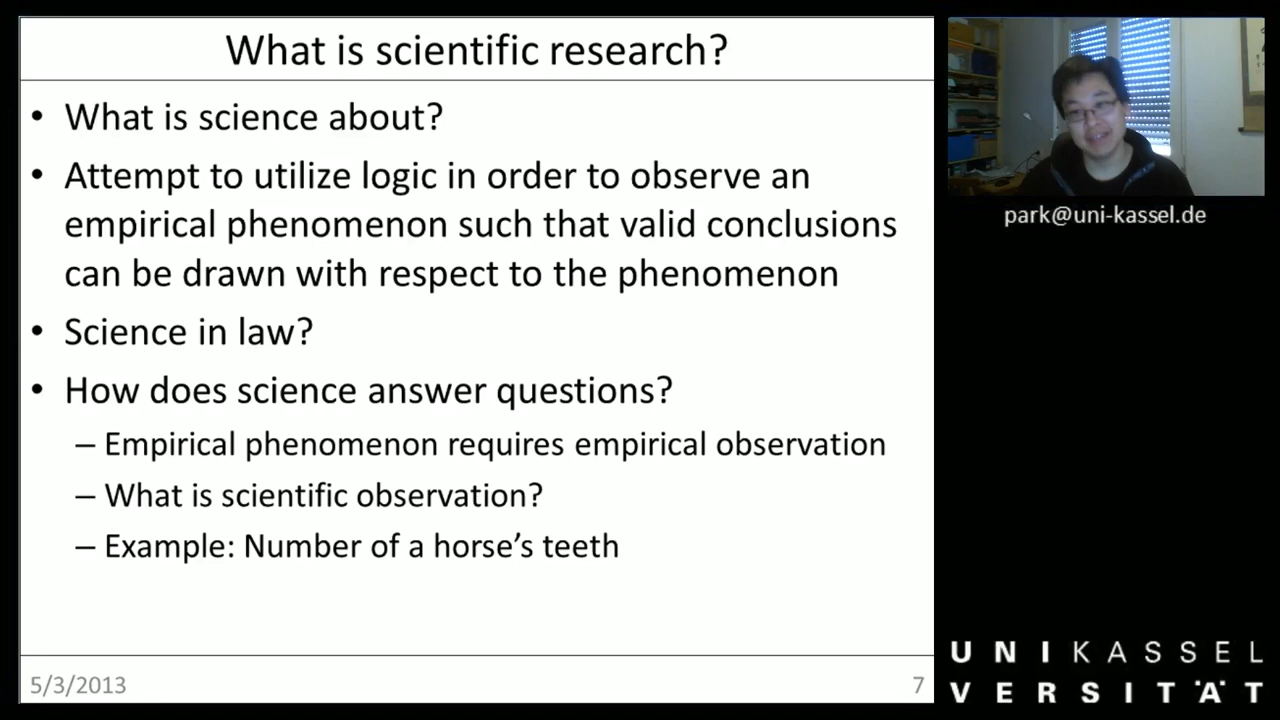 What is scientific research?
• What is science about?
• Attempt to utilize logic in order to observe an
empirical phenomenon such that valid conclusions
can be drawn with respect to the phenomenon
• Science in law?
• How does science answer questions?
– Empirical phenomenon requires empirical observation
– What is scientific observation?
– Example: Number of a horse’s teeth
5/3/2013
7
park@uni-kassel.de
UNIKASSEL
VERSITÄT